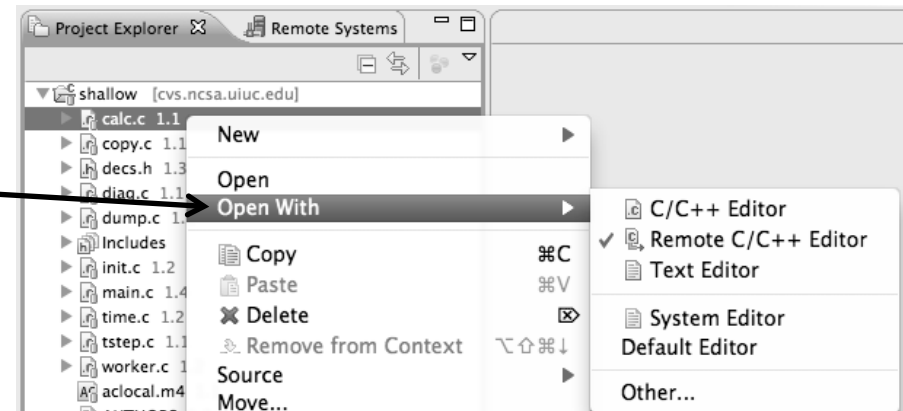 Project Explorer Remote Systems
shallow [cvs.ncsa.uiuc.edu]
calc.c 1.1
copy.c 1.1
decs.h 1.3
diag.c 1.1
dump.c 1.
Includes
init.c 1.2
main.c 1.4
time.c 1.2
tstep.c 1.1
worker.c 1
aclocal.m4
New
Open
Open With
Copy ⌘C
Paste ⌘V
Delete ⌦
Remove from Context ⌥⇧⌘↓
Source
Move...
C/C++ Editor
Remote C/C++ Editor
Text Editor
System Editor
Default Editor
Other...